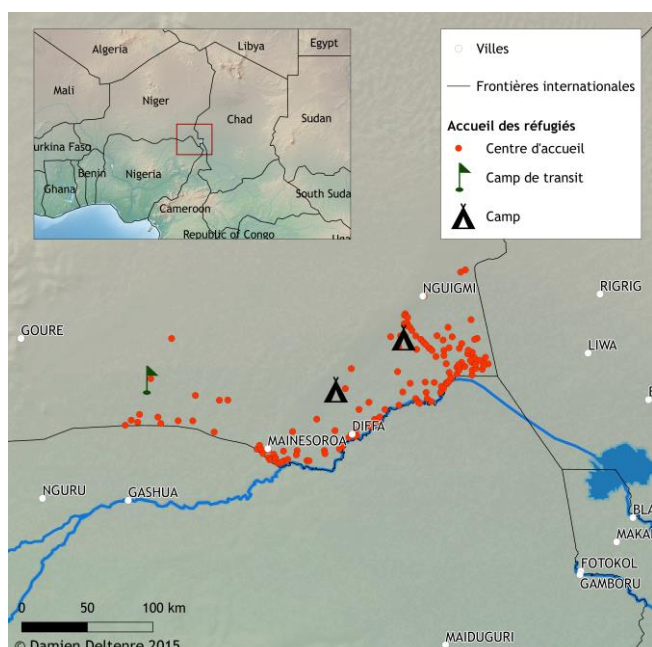 Algeria
Libya
Egypt
Mali
Niger
Chad
Sudan
urkina Faso
Benin
Nigeria
Ghana
South Suda
Cameroon
Republic of Congo
Villes
Frontières internationales
Accueil des réfugiés
Centre d'accueil
Camp de transit
Camp
NGUIGMI
RIGRIG
GOURE
LIWA
DIFFA
MAINESOROA
NGURU
GASHUA
BLA
MAKA
FOTOKOL
GAMBORU
0 50 100 km
MAIDUGURI
© Damien Deltenre 2015